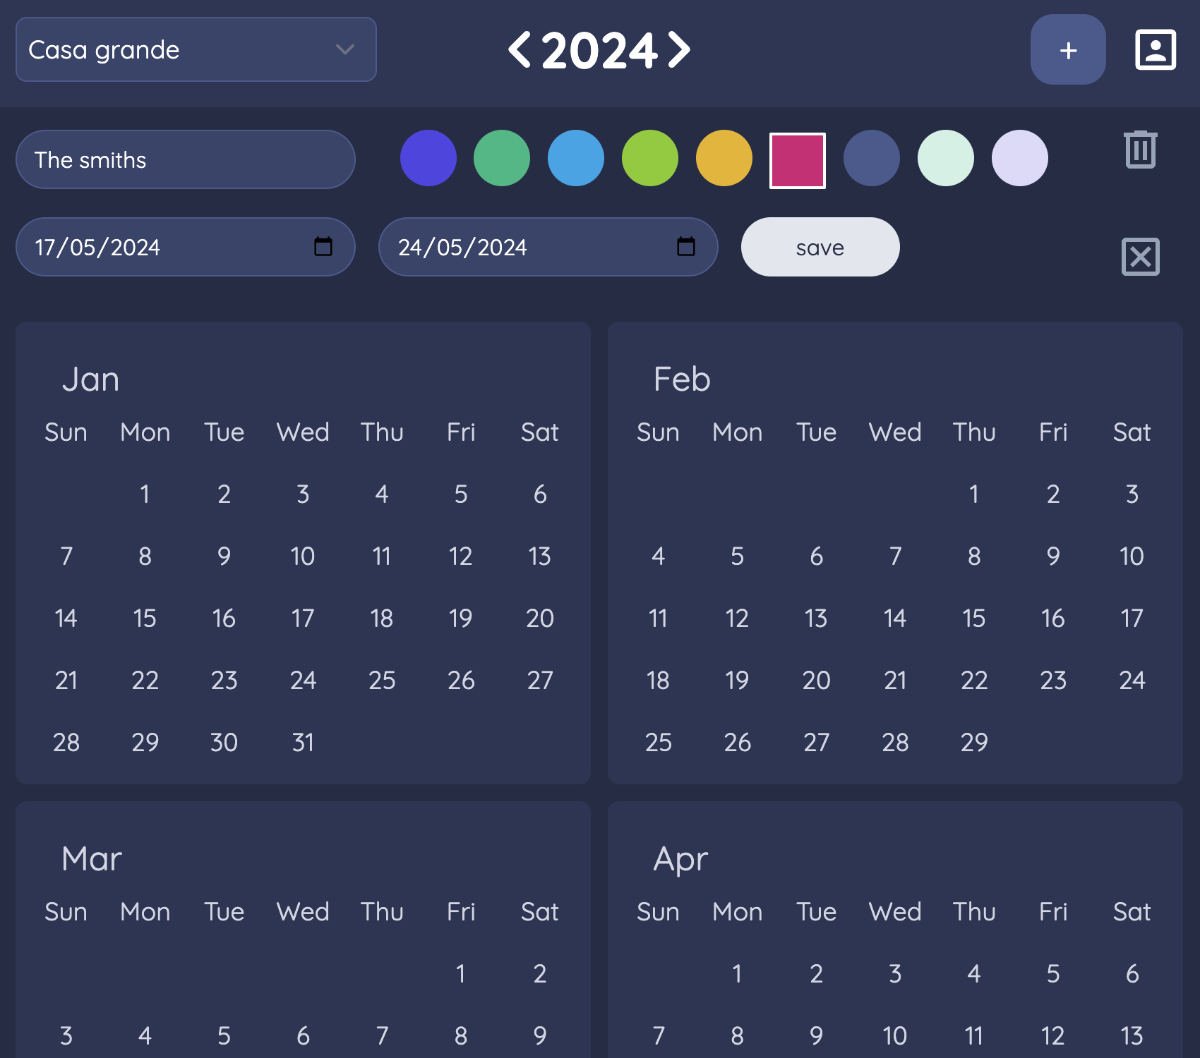 Casa grande
2024
+
The smiths
17/05/2024 24/05/2024 save
Jan
Sun Mon Tue Wed Thu Fri Sat
1 2 3 4 5 6
7 8 9 10 11 12 13
14 15 16 17 18 19 20
21 22 23 24 25 26 27
28 29 30 31
Feb
Sun Mon Tue Wed Thu Fri Sat
1 2 3
4 5 6 7 8 9 10
11 12 13 14 15 16 17
18 19 20 21 22 23 24
25 26 27 28 29
Mar
Sun Mon Tue Wed Thu Fri Sat
1 2
3 4 5 6 7 8 9
Apr
Sun Mon Tue Wed Thu Fri Sat
1 2 3 4 5 6
7 8 9 10 11 12 13